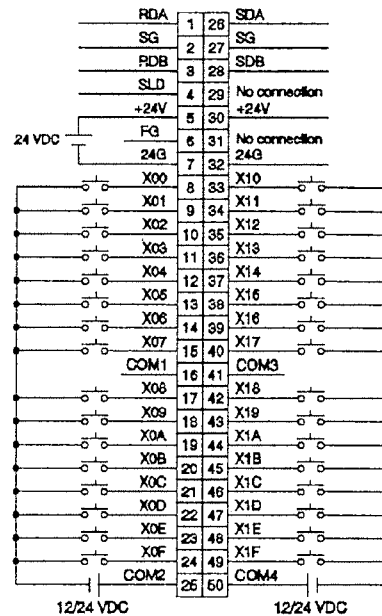 RDA 1 26 SDA
SG 2 27 SG
RDB 3 28 SDB
SLD 4 29 No connection
+24V 5 30 +24V
24 VDC
FG 6 31 No connection
24G 7 32 24G
X00 8 33 X10
X01 9 34 X11
X02 10 35 X12
X03 11 36 X13
X04 12 37 X14
X05 13 38 X15
X06 14 39 X16
X07 15 40 X17
COM1 16 41 COM3
X08 17 42 X18
X09 18 43 X19
X0A 19 44 X1A
X0B 20 45 X1B
X0C 21 46 X1C
X0D 22 47 X1D
X0E 23 48 X1E
X0F 24 49 X1F
COM2 25 50 COM4
12/24 VDC 12/24 VDC